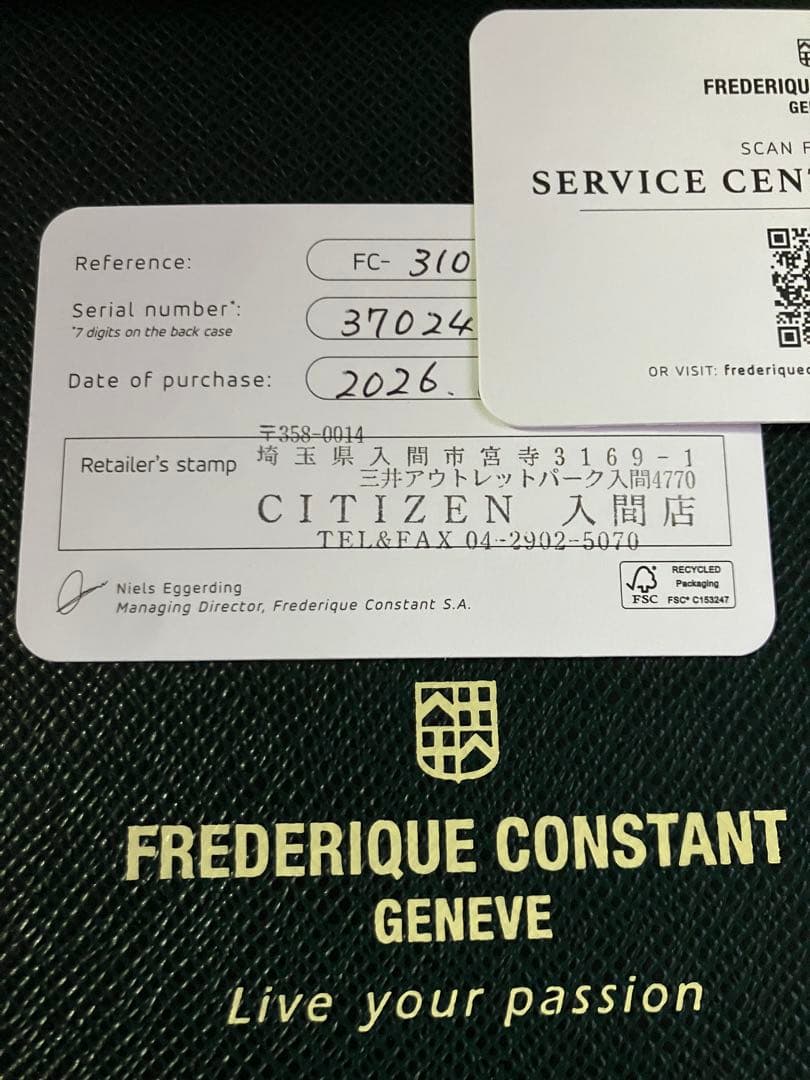 FREDERIQU
GE
SCAN F
SERVICE CENT
OR VISIT: frederiquec
Reference:
FC- 310
Serial number*:
*7 digits on the back case
37024
Date of purchase:
2026.
Retailer's stamp
〒358-0014
埼玉県入間市宮寺3169-1
三井アウトレットパーク入間4770
CITIZEN 入間店
TEL&FAX 04-2902-5070
Niels Eggerding
Managing Director, Frederique Constant S.A.
FSC
RECYCLED
Packaging
FSC® C153247
FREDERIQUE CONSTANT
GENEVE
Live your passion